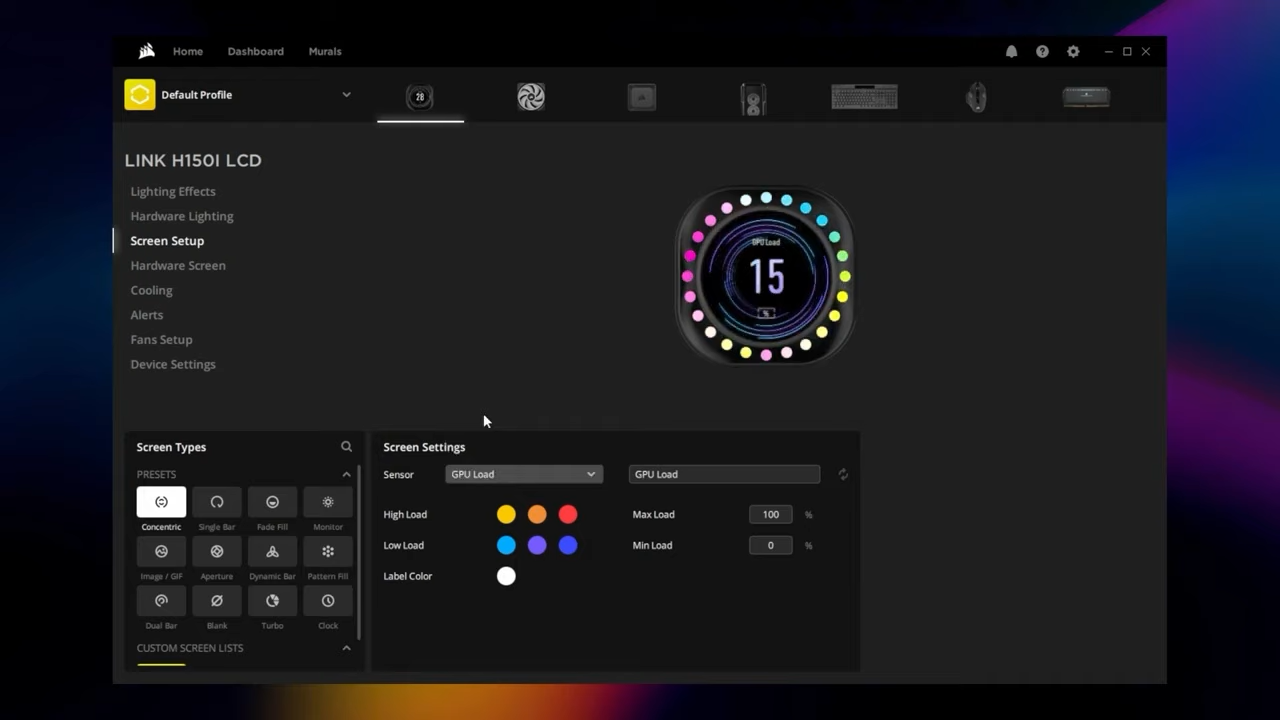 Home Dashboard Murals
Default Profile
28
LINK H150I LCD
Lighting Effects
Hardware Lighting
Screen Setup
Hardware Screen
Cooling
Alerts
Fans Setup
Device Settings
GPU Load
15
%
Screen Types
PRESETS
Concentric Single Bar Fade Fill Monitor
Image / GIF Aperture Dynamic Bar Pattern Fill
Dual Bar Blank Turbo Clock
CUSTOM SCREEN LISTS
Screen Settings
Sensor GPU Load GPU Load
High Load Max Load 100 %
Low Load Min Load 0 %
Label Color